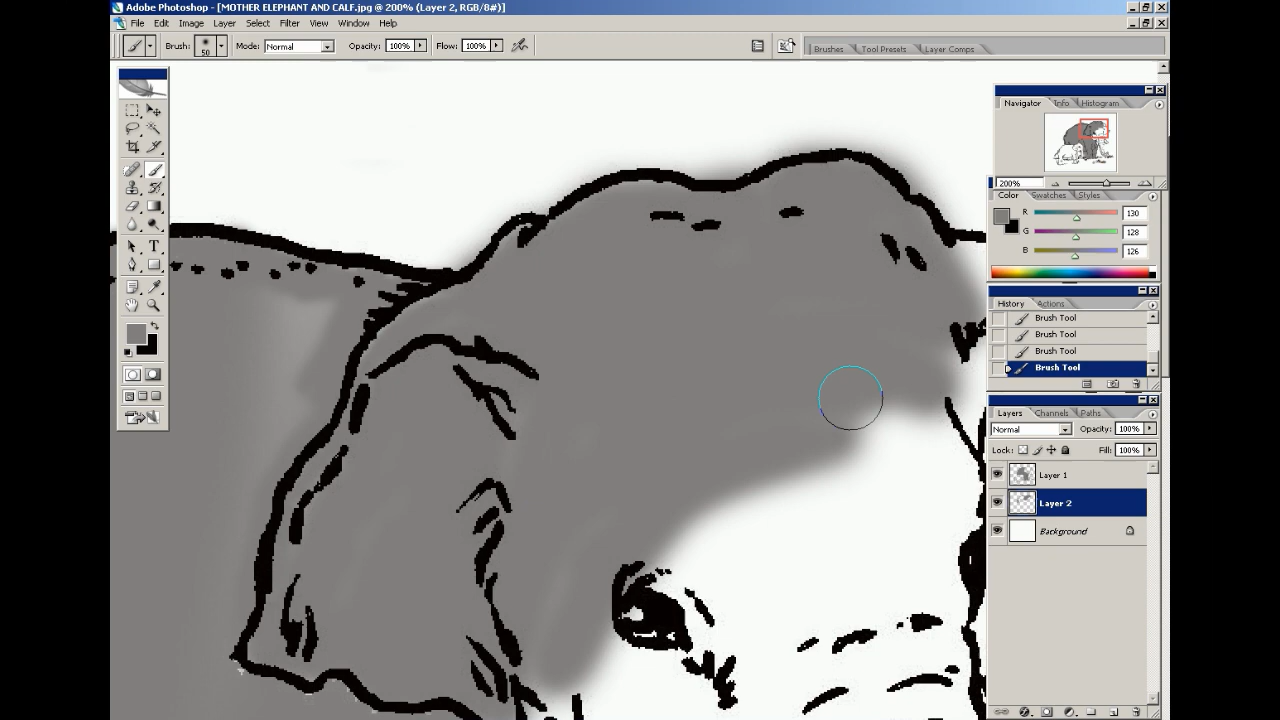 Adobe Photoshop - [MOTHER ELEPHANT AND CALF.jpg @ 200% (Layer 2, RGB/8#)]
File Edit Image Layer Select Filter View Window Help
Brush: 50 Mode: Normal Opacity: 100% Flow: 100% Brushes Tool Presets Layer Comps
Navigator Info Histogram
200%
Color Swatches Styles
R 130
G 128
B 126
History Actions
Brush Tool
Brush Tool
Brush Tool
Brush Tool
Layers Channels Paths
Normal Opacity: 100%
Lock: Fill: 100%
Layer 1
Layer 2
Background
T